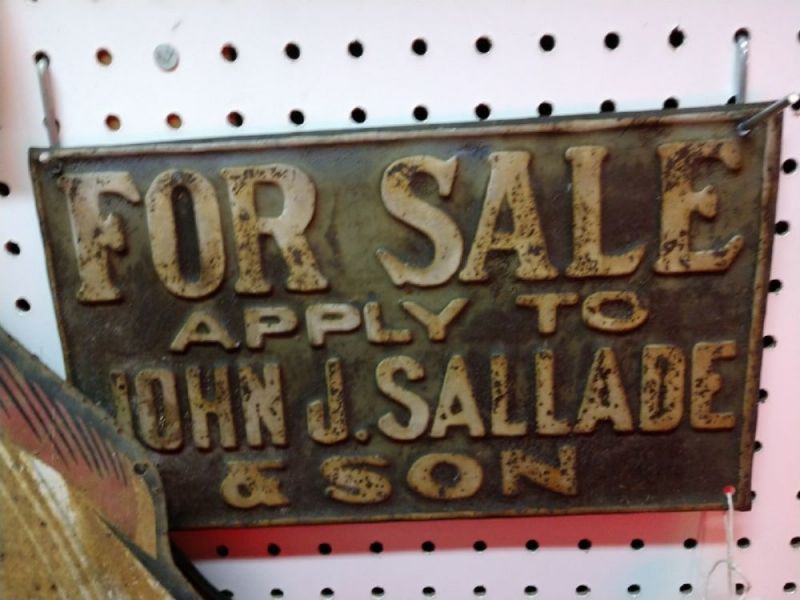 FOR SALE
APPLY TO
JOHN J. SALLADE
& SON